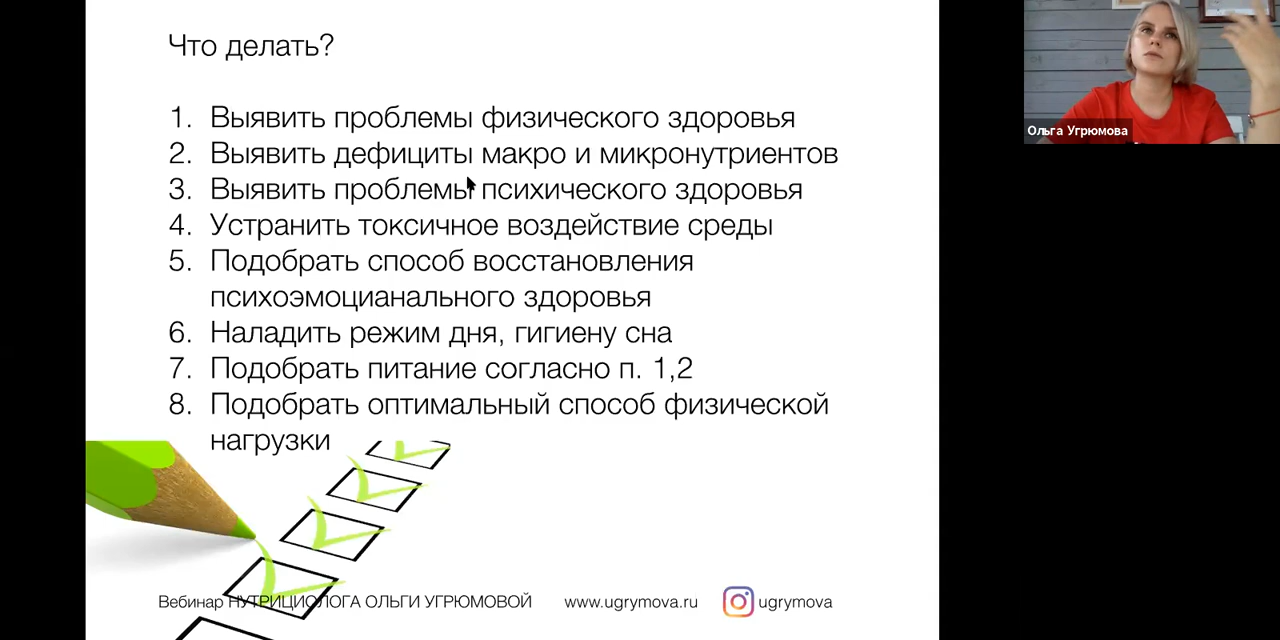 Что делать?
1. Выявить проблемы физического здоровья
2. Выявить дефициты макро и микронутриентов
3. Выявить проблемы психического здоровья
4. Устранить токсичное воздействие среды
5. Подобрать способ восстановления
психоэмоцианального здоровья
6. Наладить режим дня, гигиену сна
7. Подобрать питание согласно п. 1,2
8. Подобрать оптимальный способ физической
нагрузки
Вебинар НУТРИЦИОЛОГА ОЛЬГИ УГРЮМОВОЙ www.ugrymova.ru ugrymova
Ольга Угрюмова